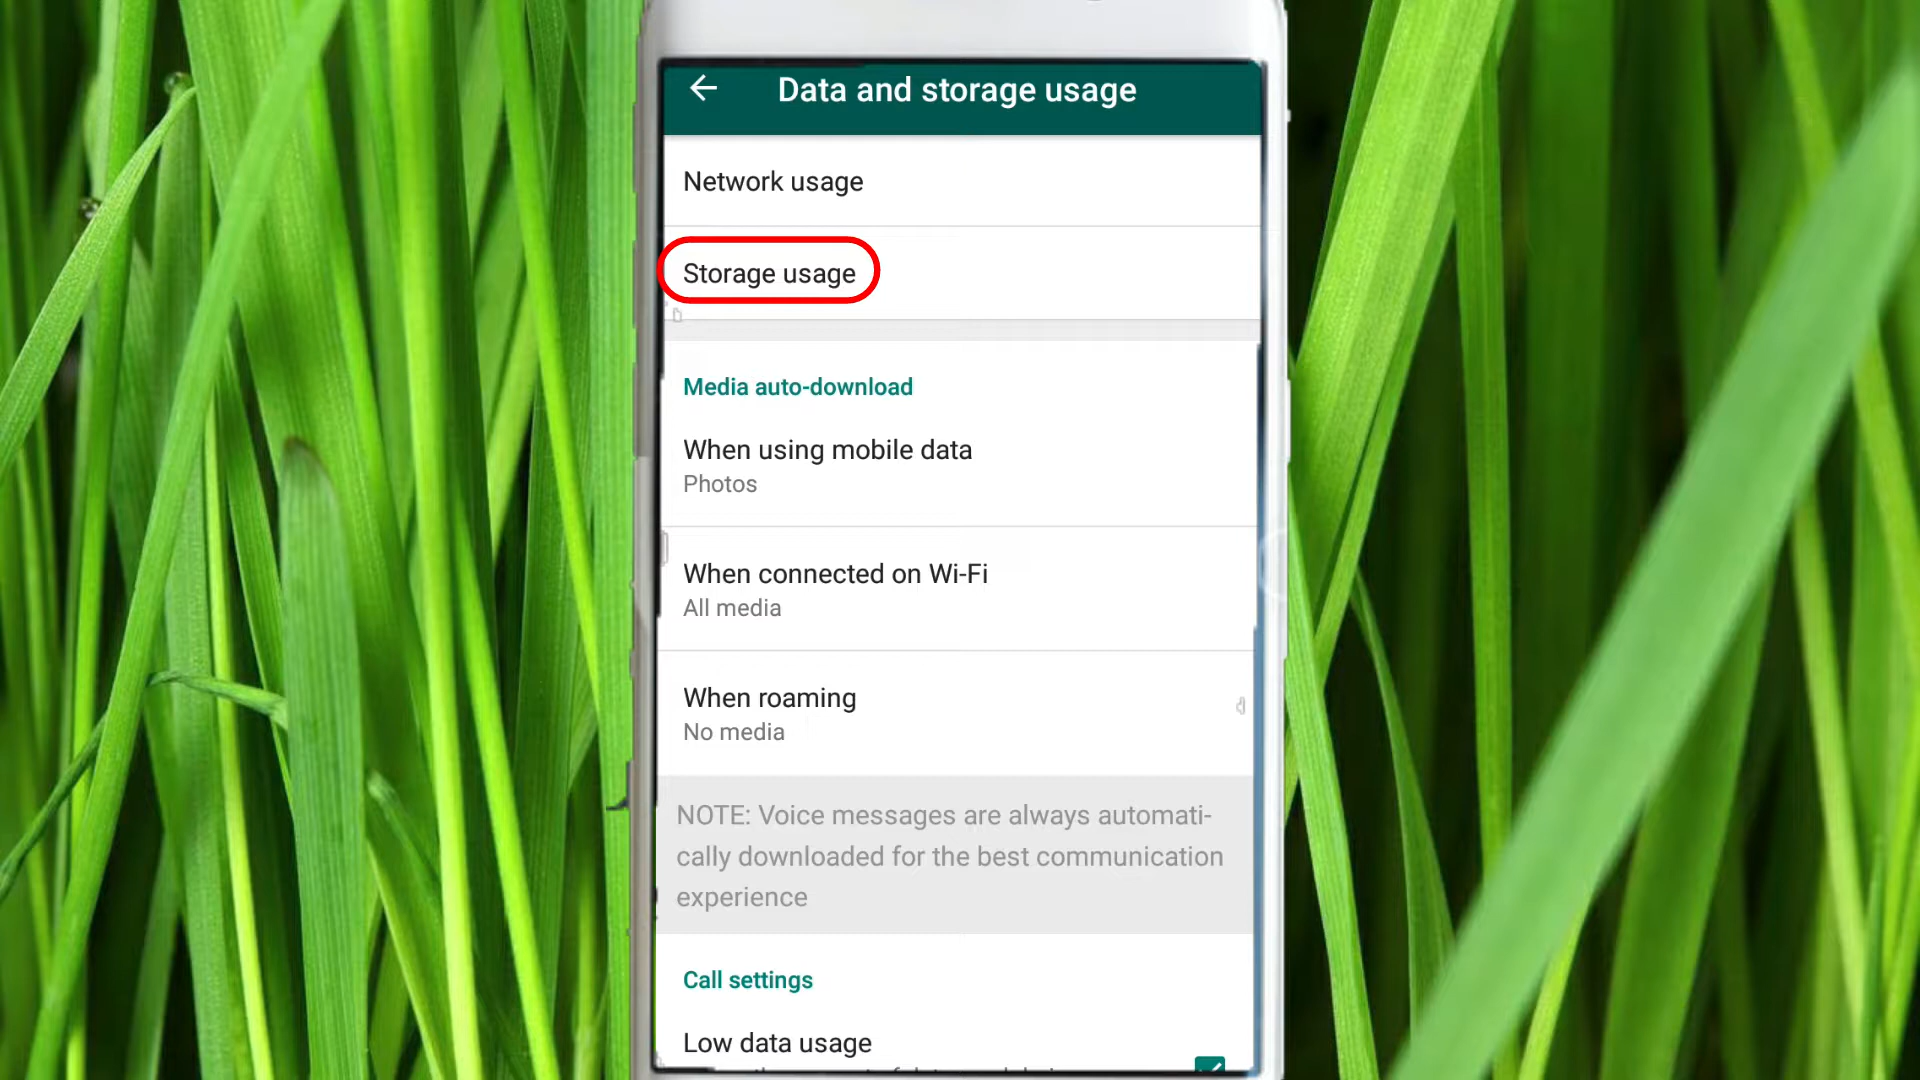 Data and storage usage
Network usage
Storage usage
Media auto-download
When using mobile data
Photos
When connected on Wi-Fi
All media
When roaming
No media
NOTE: Voice messages are always automati-
cally downloaded for the best communication
experience
Call settings
Low data usage